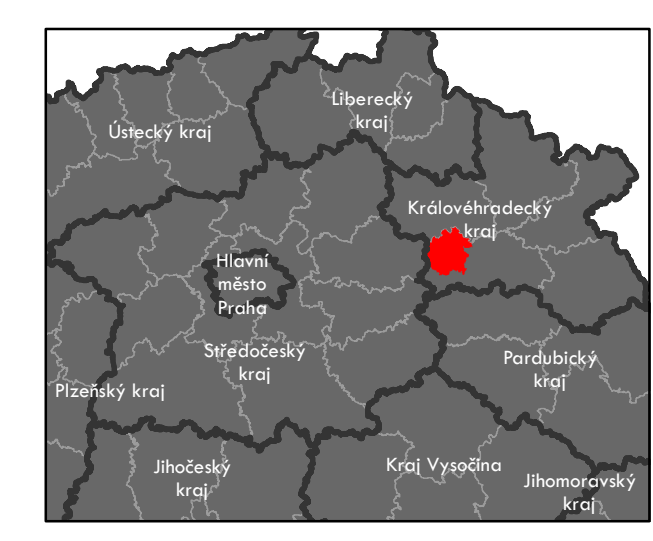 Liberecký
kraj
Ústecký kraj
Královéhradecký
kraj
Hlavní
město
Praha
Středočeský
kraj
Pardubický
kraj
Plzeňský kraj
Jihočeský
kraj
Kraj Vysočina
Jihomoravský
kraj